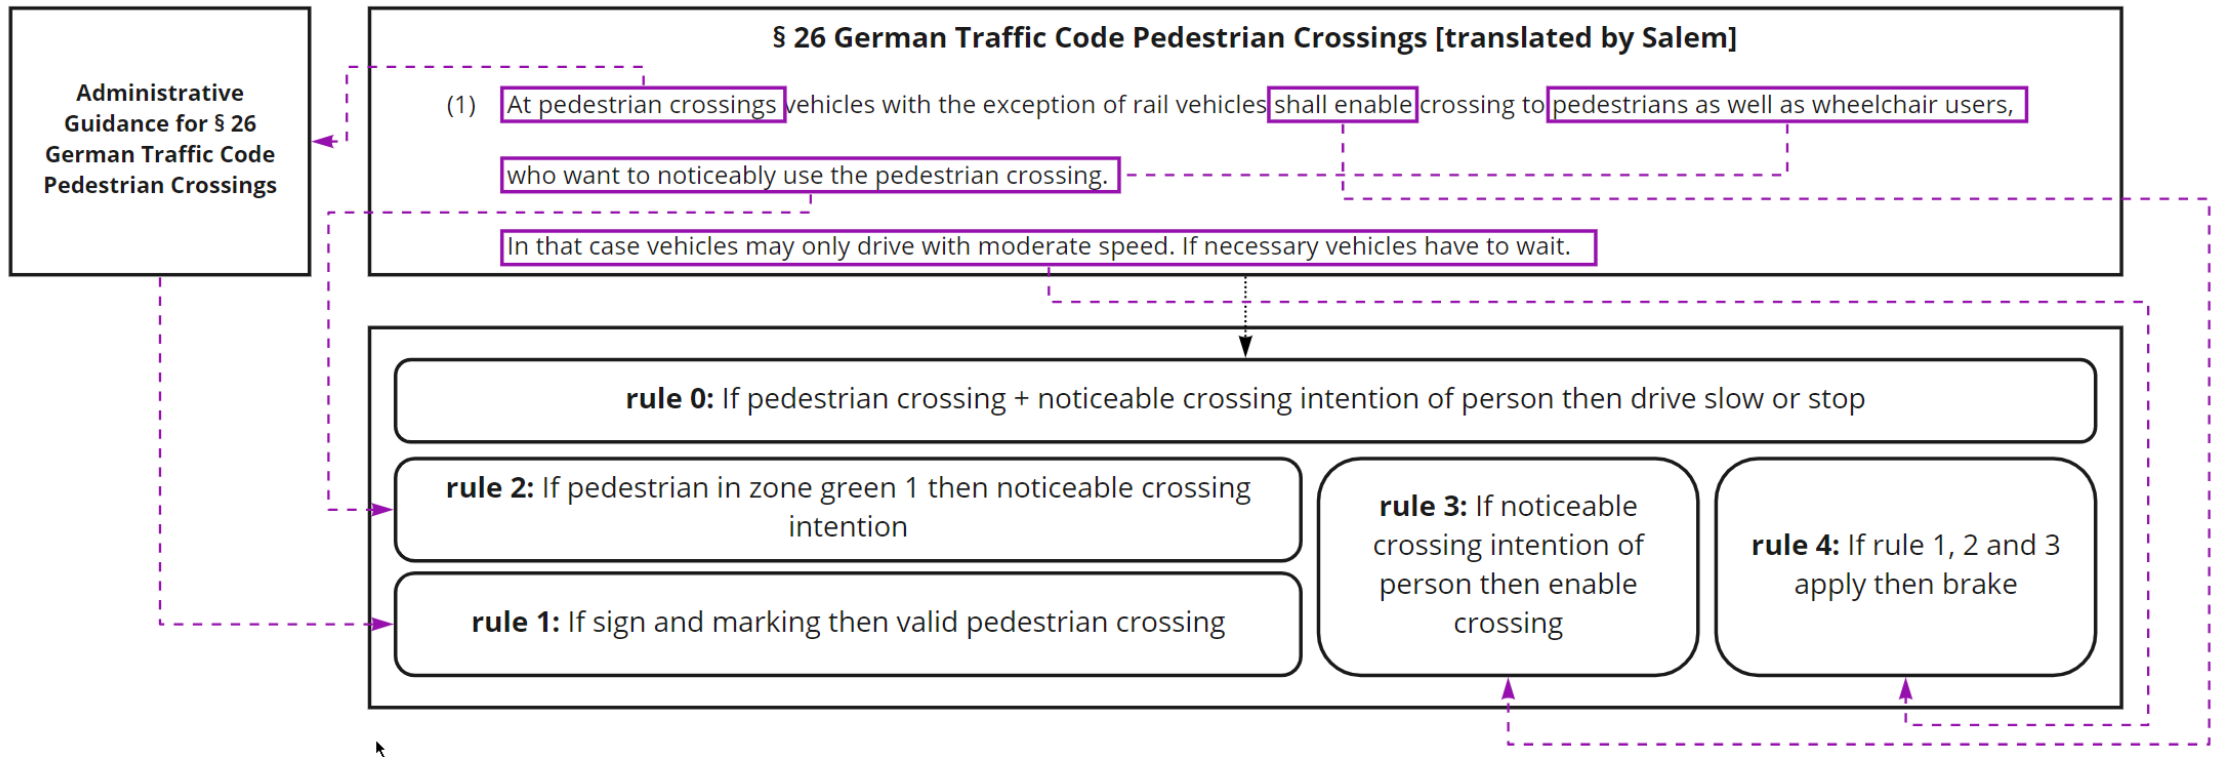 Administrative
Guidance for § 26
German Traffic Code
Pedestrian Crossings
§ 26 German Traffic Code Pedestrian Crossings [translated by Salem]
(1) At pedestrian crossings vehicles with the exception of rail vehicles shall enable crossing to pedestrians as well as wheelchair users,
who want to noticeably use the pedestrian crossing.
In that case vehicles may only drive with moderate speed. If necessary vehicles have to wait.
rule 0: If pedestrian crossing + noticeable crossing intention of person then drive slow or stop
rule 2: If pedestrian in zone green 1 then noticeable crossing
intention
rule 1: If sign and marking then valid pedestrian crossing
rule 3: If noticeable
crossing intention of
person then enable
crossing
rule 4: If rule 1, 2 and 3
apply then brake